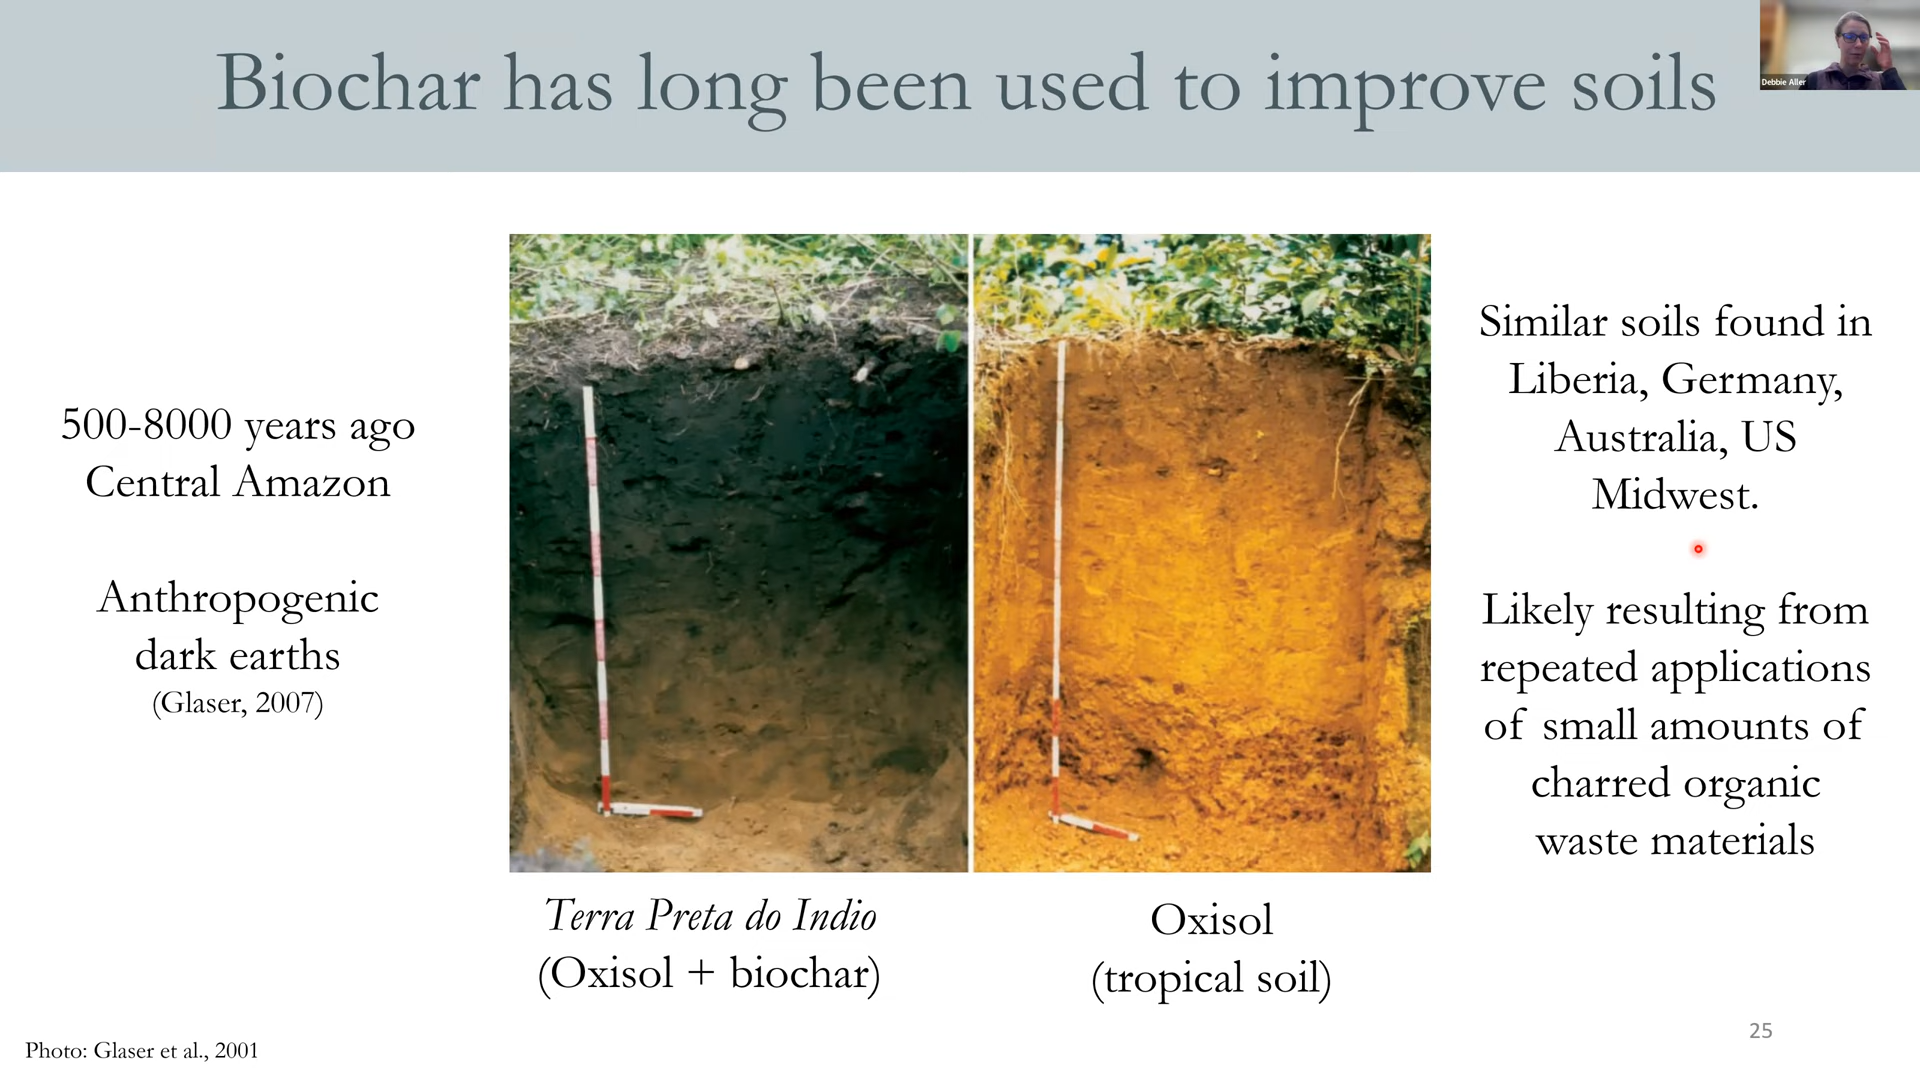 Biochar has long been used to improve soils
Debbie Aller
500-8000 years ago
Central Amazon
Anthropogenic
dark earths
(Glaser, 2007)
Terra Preta do Indio
(Oxisol + biochar)
Oxisol
(tropical soil)
Similar soils found in
Liberia, Germany,
Australia, US
Midwest.
Likely resulting from
repeated applications
of small amounts of
charred organic
waste materials
25
Photo: Glaser et al., 2001